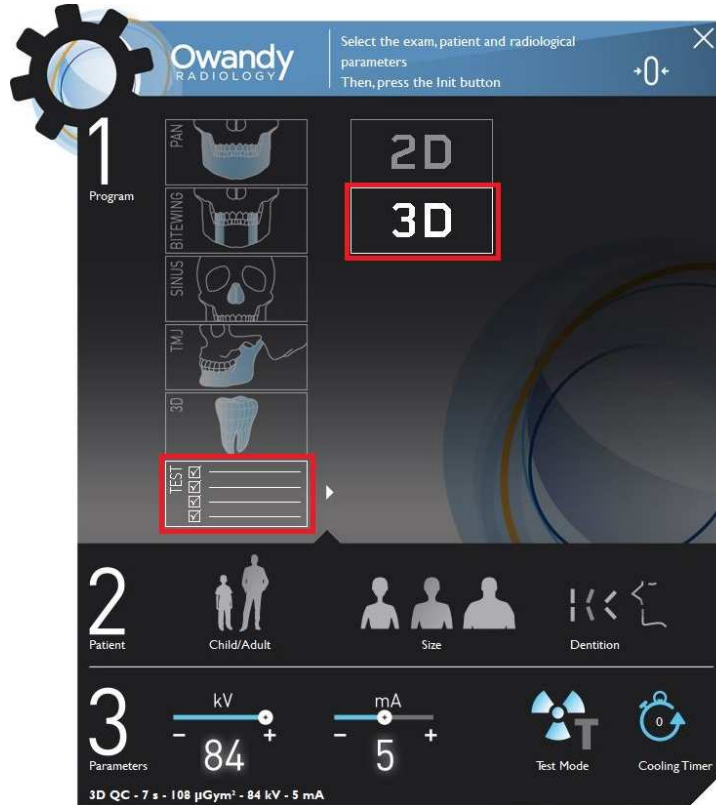 Owandy
RADIOLOGY
Select the exam, patient and radiological
parameters
Then, press the Init button
1
Program
PAN
BITEWING
SINUS
TMJ
3D
TEST
2D
3D
2
Patient
Child/Adult
Size
Dentition
3
Parameters
kV
- +
84
mA
- +
5
T
Test Mode
0
Cooling Timer
3D QC - 7 s - 108 µGym² - 84 kV - 5 mA